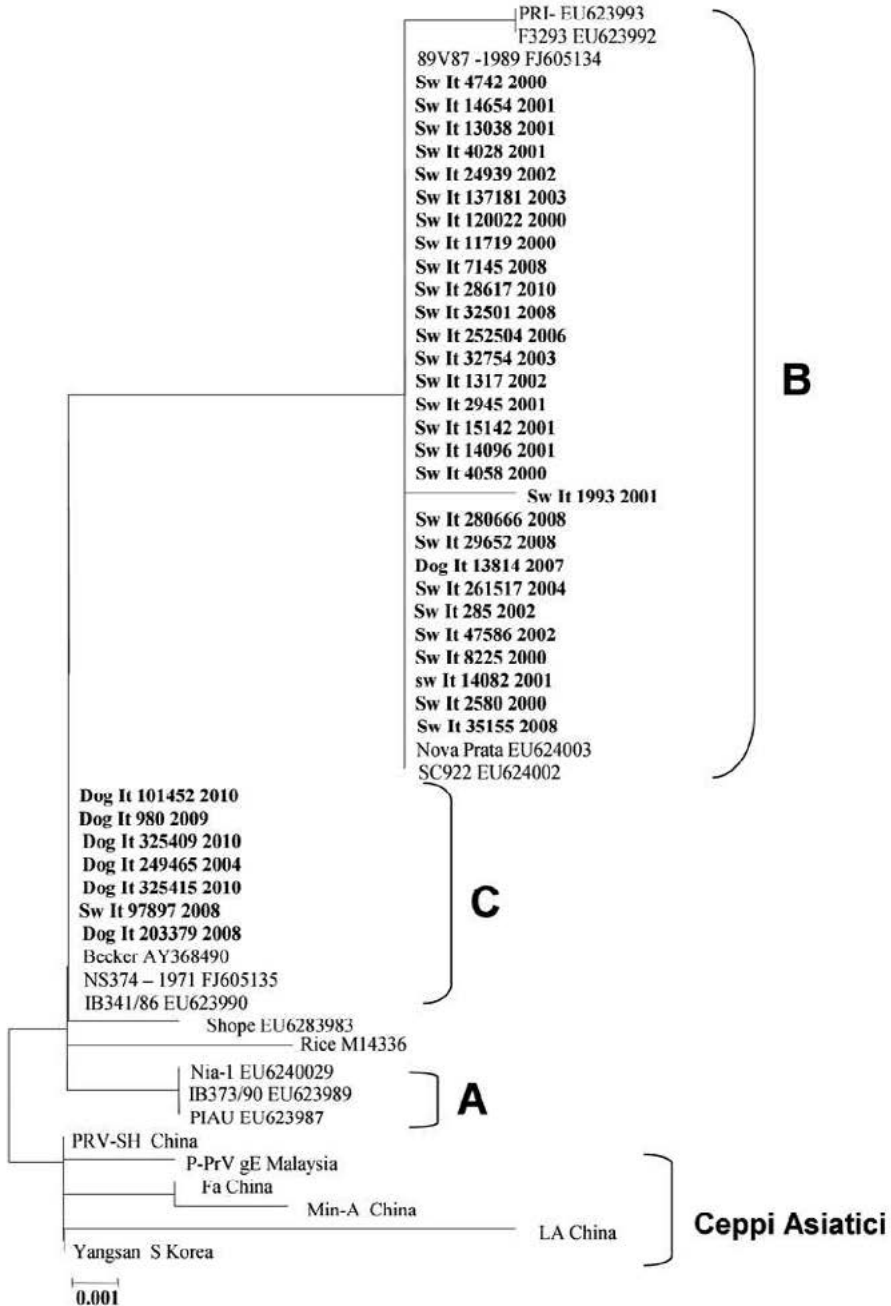 PRI- EU623993
F3293 EU623992
89V87 -1989 FJ605134
Sw It 4742 2000
Sw It 14654 2001
Sw It 13038 2001
Sw It 4028 2001
Sw It 24939 2002
Sw It 137181 2003
Sw It 120022 2000
Sw It 11719 2000
Sw It 7145 2008
Sw It 28617 2010
Sw It 32501 2008
Sw It 252504 2006
Sw It 32754 2003
Sw It 1317 2002
B
Sw It 2945 2001
Sw It 15142 2001
Sw It 14096 2001
Sw It 4058 2000
Sw It 1993 2001
Sw It 280666 2008
Sw It 29652 2008
Dog It 13814 2007
Sw It 261517 2004
Sw It 285 2002
Sw It 47586 2002
Sw It 8225 2000
sw It 14082 2001
Sw It 2580 2000
Sw It 35155 2008
Nova Prata EU624003
SC922 EU624002
Dog It 101452 2010
Dog It 980 2009
Dog It 325409 2010
Dog It 249465 2004
Dog It 325415 2010
C
Sw It 97897 2008
Dog It 203379 2008
Becker AY368490
NS374 – 1971 FJ605135
IB341/86 EU623990
Shope EU6283983
Rice M14336
Nia-1 EU6240029
IB373/90 EU623989
A
PIAU EU623987
PRV-SH China
P-PrV gE Malaysia
Fa China
Min-A China
Ceppi Asiatici
LA China
Yangsan S Korea
0.001